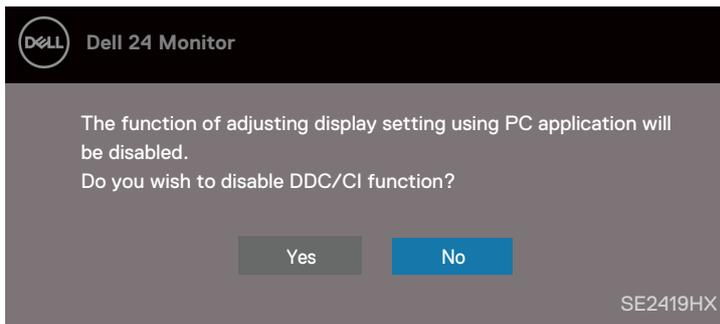 DELL Dell 24 Monitor
The function of adjusting display setting using PC application will
be disabled.
Do you wish to disable DDC/CI function?
Yes No
SE2419HX